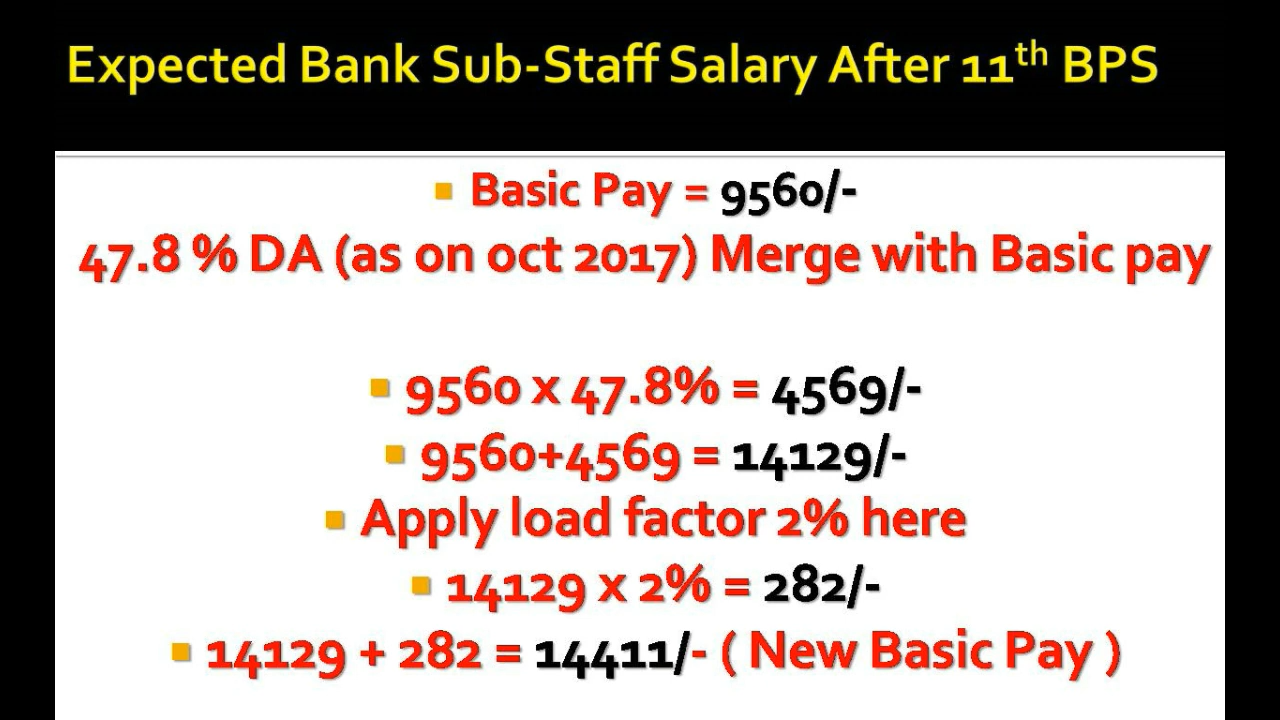 Expected Bank Sub-Staff Salary After 11th BPS
Basic Pay = 9560/-
47.8 % DA (as on oct 2017) Merge with Basic pay
9560 x 47.8% = 4569/-
9560+4569 = 14129/-
Apply load factor 2% here
14129 x 2% = 282/-
14129 + 282 = 14411/- ( New Basic Pay )